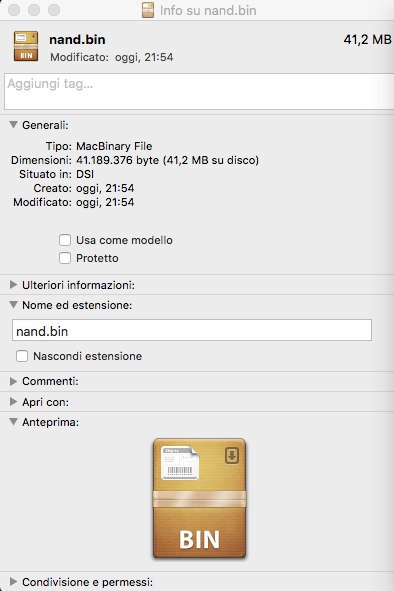 Info su nand.bin
nand.bin 41,2 MB
Modificato: oggi, 21:54
Aggiungi tag...
Generali:
Tipo: MacBinary File
Dimensioni: 41.189.376 byte (41,2 MB su disco)
Situato in: DSI
Creato: oggi, 21:54
Modificato: oggi, 21:54
Usa come modello
Protetto
Ulteriori informazioni:
Nome ed estensione:
nand.bin
Nascondi estensione
Commenti:
Apri con:
Anteprima:
BIN
Condivisione e permessi: